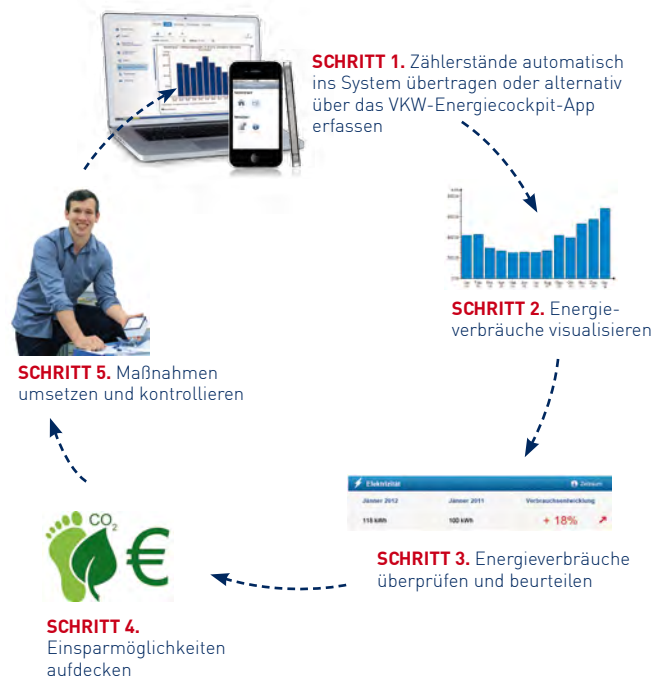 SCHRITT 1. Zählerstände automatisch
ins System übertragen oder alternativ
über das VKW-Energiecockpit-App
erfassen
SCHRITT 2. Energie-
verbräuche visualisieren
Elektrizität
Zeitraum
Jänner 2012 Jänner 2011 Verbrauchsentwicklung
118 kWh 100 kWh + 18%
SCHRITT 3. Energieverbräuche
überprüfen und beurteilen
CO2
€
SCHRITT 4.
Einsparmöglichkeiten
aufdecken
SCHRITT 5. Maßnahmen
umsetzen und kontrollieren